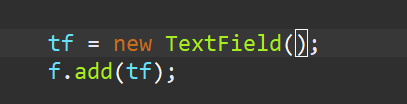 tf = new TextField();
f.add(tf);